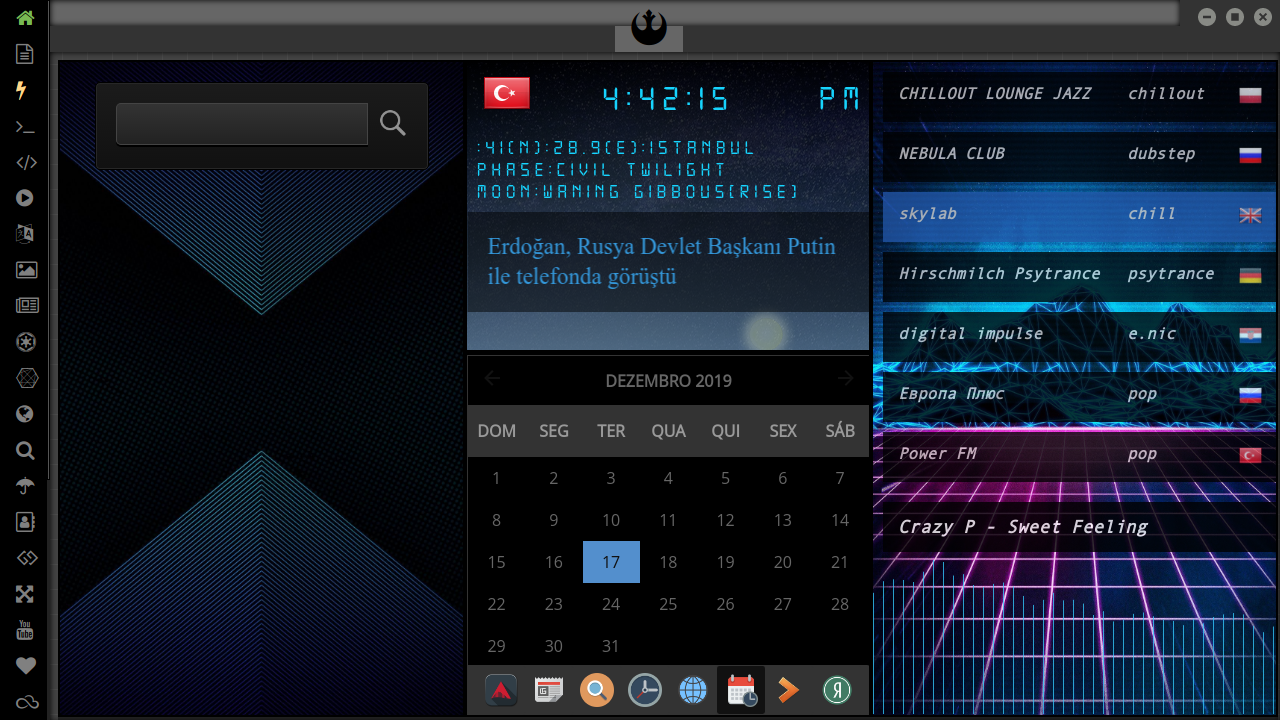 4:42:15 PM
:41(N):28.9(E):ISTANBUL
PHASE:CIVIL TWILIGHT
MOON:WANING GIBBOUS(RISE)
Erdoğan, Rusya Devlet Başkanı Putin
ile telefonda görüştü
DEZEMBRO 2019
DOM SEG TER QUA QUI SEX SÁB
1 2 3 4 5 6 7
8 9 10 11 12 13 14
15 16 17 18 19 20 21
22 23 24 25 26 27 28
29 30 31
CHILLOUT LOUNGE JAZZ chillout
NEBULA CLUB dubstep
skylab chill
Hirschmilch Psytrance psytrance
digital impulse e.nic
Европа Плюс pop
Power FM pop
Crazy P - Sweet Feeling
You
Tube
Я